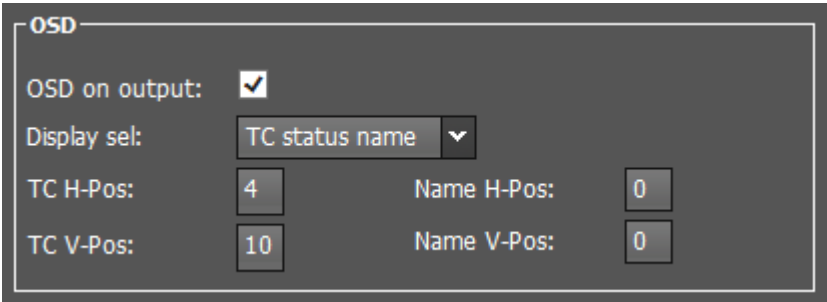 OSD
OSD on output:
Display sel: TC status name
TC H-Pos: 4 Name H-Pos: 0
TC V-Pos: 10 Name V-Pos: 0